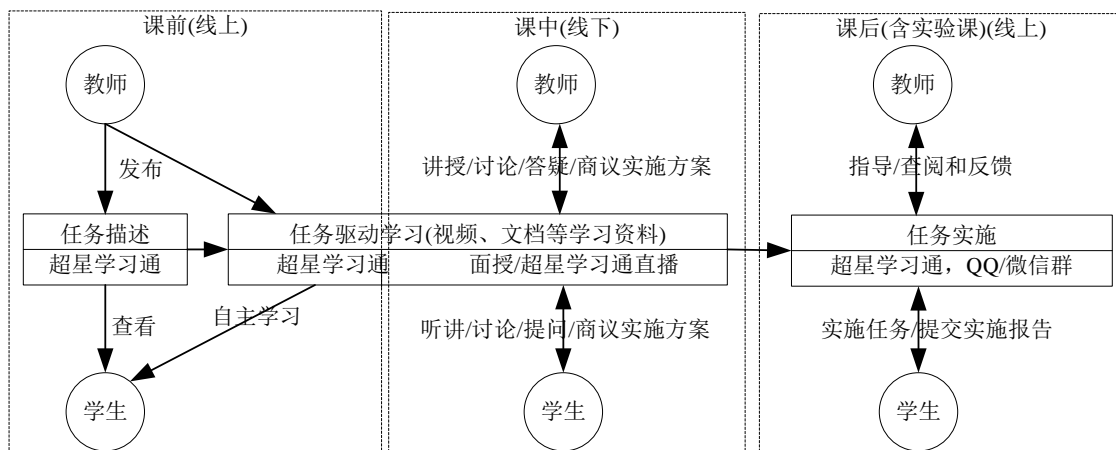 课前(线上)
课中(线下)
课后(含实验课)(线上)
教师
教师
教师
发布
讲授/讨论/答疑/商议实施方案
指导/查阅和反馈
任务描述
任务驱动学习(视频、文档等学习资料)
任务实施
超星学习通
超星学习通
面授/超星学习通直播
超星学习通，QQ/微信群
查看
自主学习
听讲/讨论/提问/商议实施方案
实施任务/提交实施报告
学生
学生
学生